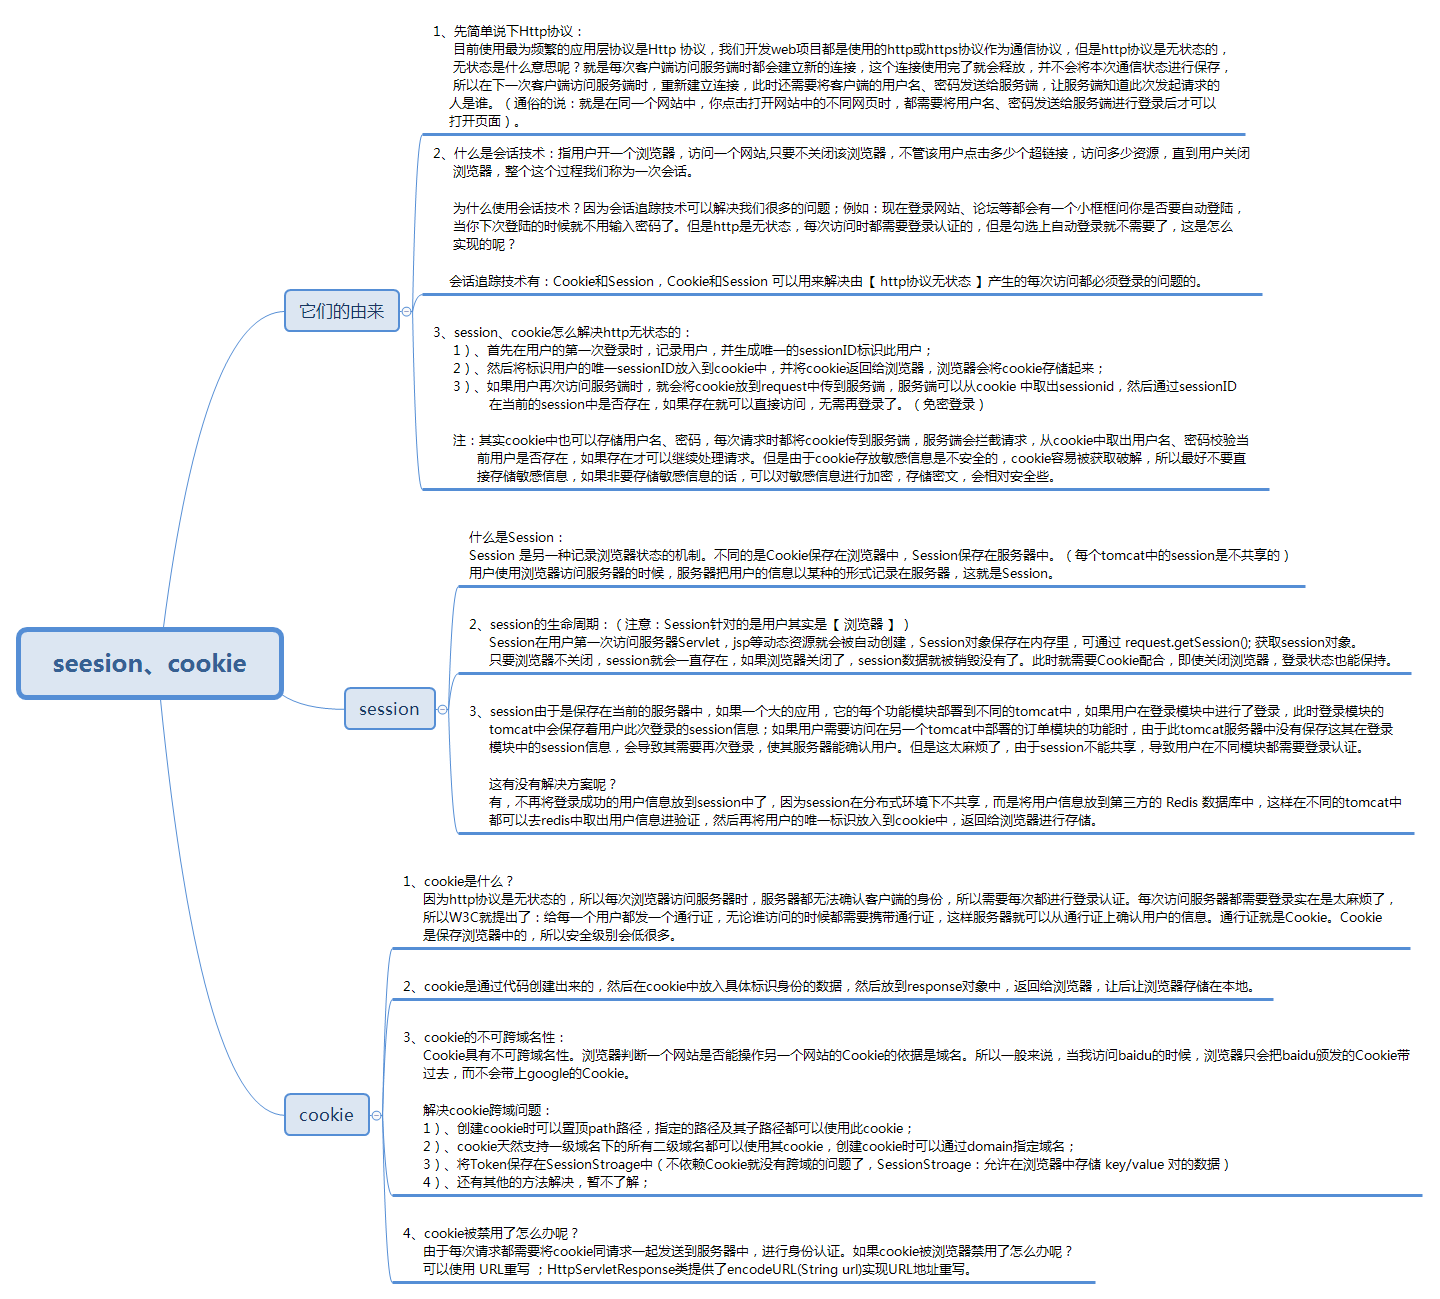 seesion、cookie
它们的由来
1、先简单说下Http协议：
目前使用最为频繁的应用层协议是Http 协议，我们开发web项目都是使用的http或https协议作为通信协议，但是http协议是无状态的，
无状态是什么意思呢？就是每次客户端访问服务端时都会建立新的连接，这个连接使用完了就会释放，并不会将本次通信状态进行保存，
所以在下一次客户端访问服务端时，重新建立连接，此时还需要将客户端的用户名、密码发送给服务端，让服务端知道此次发起请求的
人是谁。（通俗的说：就是在同一个网站中，你点击打开网站中的不同网页时，都需要将用户名、密码发送给服务端进行登录后才可以
打开页面）。
2、什么是会话技术：指用户开一个浏览器，访问一个网站,只要不关闭该浏览器，不管该用户点击多少个超链接，访问多少资源，直到用户关闭
浏览器，整个这个过程我们称为一次会话。
为什么使用会话技术？因为会话追踪技术可以解决我们很多的问题；例如：现在登录网站、论坛等都会有一个小框框问你是否要自动登陆，
当你下次登陆的时候就不用输入密码了。但是http是无状态，每次访问时都需要登录认证的，但是勾选上自动登录就不需要了，这是怎么
实现的呢？
会话追踪技术有：Cookie和Session，Cookie和Session 可以用来解决由【 http协议无状态 】产生的每次访问都必须登录的问题的。
3、session、cookie怎么解决http无状态的：
1）、首先在用户的第一次登录时，记录用户，并生成唯一的sessionID标识此用户；
2）、然后将标识用户的唯一sessionID放入到cookie中，并将cookie返回给浏览器，浏览器会将cookie存储起来；
3）、如果用户再次访问服务端时，就会将cookie放到request中传到服务端，服务端可以从cookie 中取出sessionid，然后通过sessionID
在当前的session中是否存在，如果存在就可以直接访问，无需再登录了。（免密登录）
注：其实cookie中也可以存储用户名、密码，每次请求时都将cookie传到服务端，服务端会拦截请求，从cookie中取出用户名、密码校验当
前用户是否存在，如果存在才可以继续处理请求。但是由于cookie存放敏感信息是不安全的，cookie容易被获取破解，所以最好不要直
接存储敏感信息，如果非要存储敏感信息的话，可以对敏感信息进行加密，存储密文，会相对安全些。
session
什么是Session：
Session 是另一种记录浏览器状态的机制。不同的是Cookie保存在浏览器中，Session保存在服务器中。（每个tomcat中的session是不共享的）
用户使用浏览器访问服务器的时候，服务器把用户的信息以某种的形式记录在服务器，这就是Session。
2、session的生命周期：（注意：Session针对的是用户其实是【 浏览器 】）
Session在用户第一次访问服务器Servlet，jsp等动态资源就会被自动创建，Session对象保存在内存里，可通过 request.getSession(); 获取session对象。
只要浏览器不关闭，session就会一直存在，如果浏览器关闭了，session数据就被销毁没有了。此时就需要Cookie配合，即使关闭浏览器，登录状态也能保持。
3、session由于是保存在当前的服务器中，如果一个大的应用，它的每个功能模块部署到不同的tomcat中，如果用户在登录模块中进行了登录，此时登录模块的
tomcat中会保存着用户此次登录的session信息；如果用户需要访问在另一个tomcat中部署的订单模块的功能时，由于此tomcat服务器中没有保存这其在登录
模块中的session信息，会导致其需要再次登录，使其服务器能确认用户。但是这太麻烦了，由于session不能共享，导致用户在不同模块都需要登录认证。
这有没有解决方案呢？
有，不再将登录成功的用户信息放到session中了，因为session在分布式环境下不共享，而是将用户信息放到第三方的 Redis 数据库中，这样在不同的tomcat中
都可以去redis中取出用户信息进验证，然后再将用户的唯一标识放入到cookie中，返回给浏览器进行存储。
cookie
1、cookie是什么？
因为http协议是无状态的，所以每次浏览器访问服务器时，服务器都无法确认客户端的身份，所以需要每次都进行登录认证。每次访问服务器都需要登录实在是太麻烦了，
所以W3C就提出了：给每一个用户都发一个通行证，无论谁访问的时候都需要携带通行证，这样服务器就可以从通行证上确认用户的信息。通行证就是Cookie。Cookie
是保存浏览器中的，所以安全级别会低很多。
2、cookie是通过代码创建出来的，然后在cookie中放入具体标识身份的数据，然后放到response对象中，返回给浏览器，让后让浏览器存储在本地。
3、cookie的不可跨域名性：
Cookie具有不可跨域名性。浏览器判断一个网站是否能操作另一个网站的Cookie的依据是域名。所以一般来说，当我访问baidu的时候，浏览器只会把baidu颁发的Cookie带
过去，而不会带上google的Cookie。
解决cookie跨域问题：
1）、创建cookie时可以置顶path路径，指定的路径及其子路径都可以使用此cookie；
2）、cookie天然支持一级域名下的所有二级域名都可以使用其cookie，创建cookie时可以通过domain指定域名；
3）、将Token保存在SessionStroage中（不依赖Cookie就没有跨域的问题了，SessionStroage：允许在浏览器中存储 key/value 对的数据）
4）、还有其他的方法解决，暂不了解；
4、cookie被禁用了怎么办呢？
由于每次请求都需要将cookie同请求一起发送到服务器中，进行身份认证。如果cookie被浏览器禁用了怎么办呢？
可以使用 URL重写 ；HttpServletResponse类提供了encodeURL(String url)实现URL地址重写。